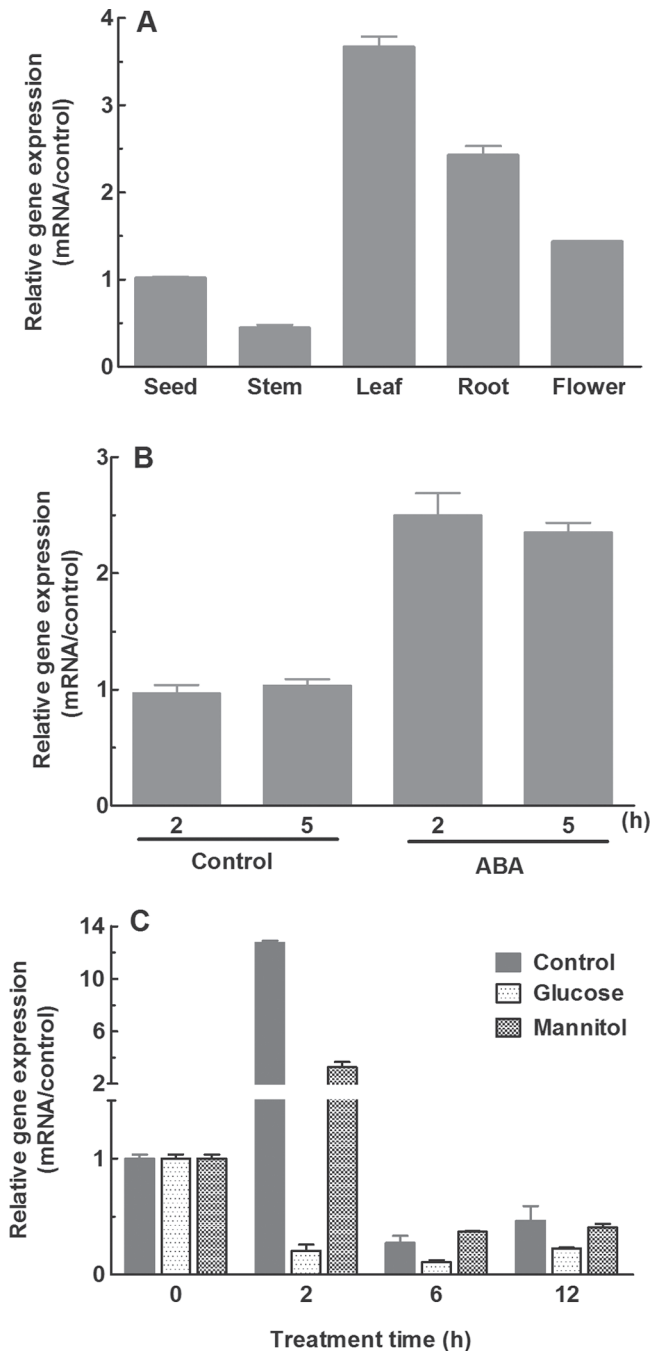 A
Relative gene expression
(mRNA/control)
4
3
2
1
0
Seed Stem Leaf Root Flower
B
Relative gene expression
(mRNA/control)
3
2
1
0
2 5 2 5 (h)
Control ABA
C
Relative gene expression
(mRNA/control)
14
10
6
2
1
0
Control
Glucose
Mannitol
0 2 6 12
Treatment time (h)